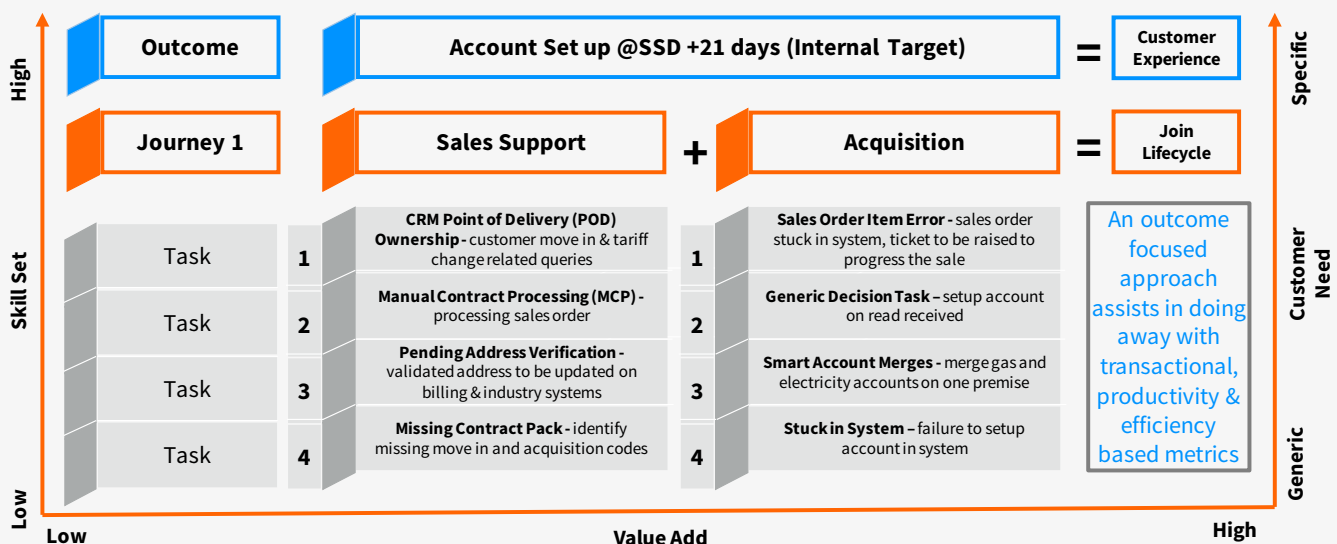 High
Outcome
Account Set up @SSD +21 days (Internal Target)
=
Customer
Experience
Specific
Journey 1
Sales Support
+
Acquisition
=
Join
Lifecycle
Skill Set
Task
1
CRM Point of Delivery (POD)
Ownership - customer move in & tariff
change related queries
1
Sales Order Item Error - sales order
stuck in system, ticket to be raised to
progress the sale
Task
2
Manual Contract Processing (MCP) -
processing sales order
2
Generic Decision Task – setup account
on read received
Task
3
Pending Address Verification -
validated address to be updated on
billing & industry systems
3
Smart Account Merges - merge gas and
electricity accounts on one premise
Task
4
Missing Contract Pack - identify
missing move in and acquisition codes
4
Stuck in System – failure to setup
account in system
An outcome
focused
approach
assists in doing
away with
transactional,
productivity &
efficiency
based metrics
Customer
Need
Generic
Low
Low
Value Add
High